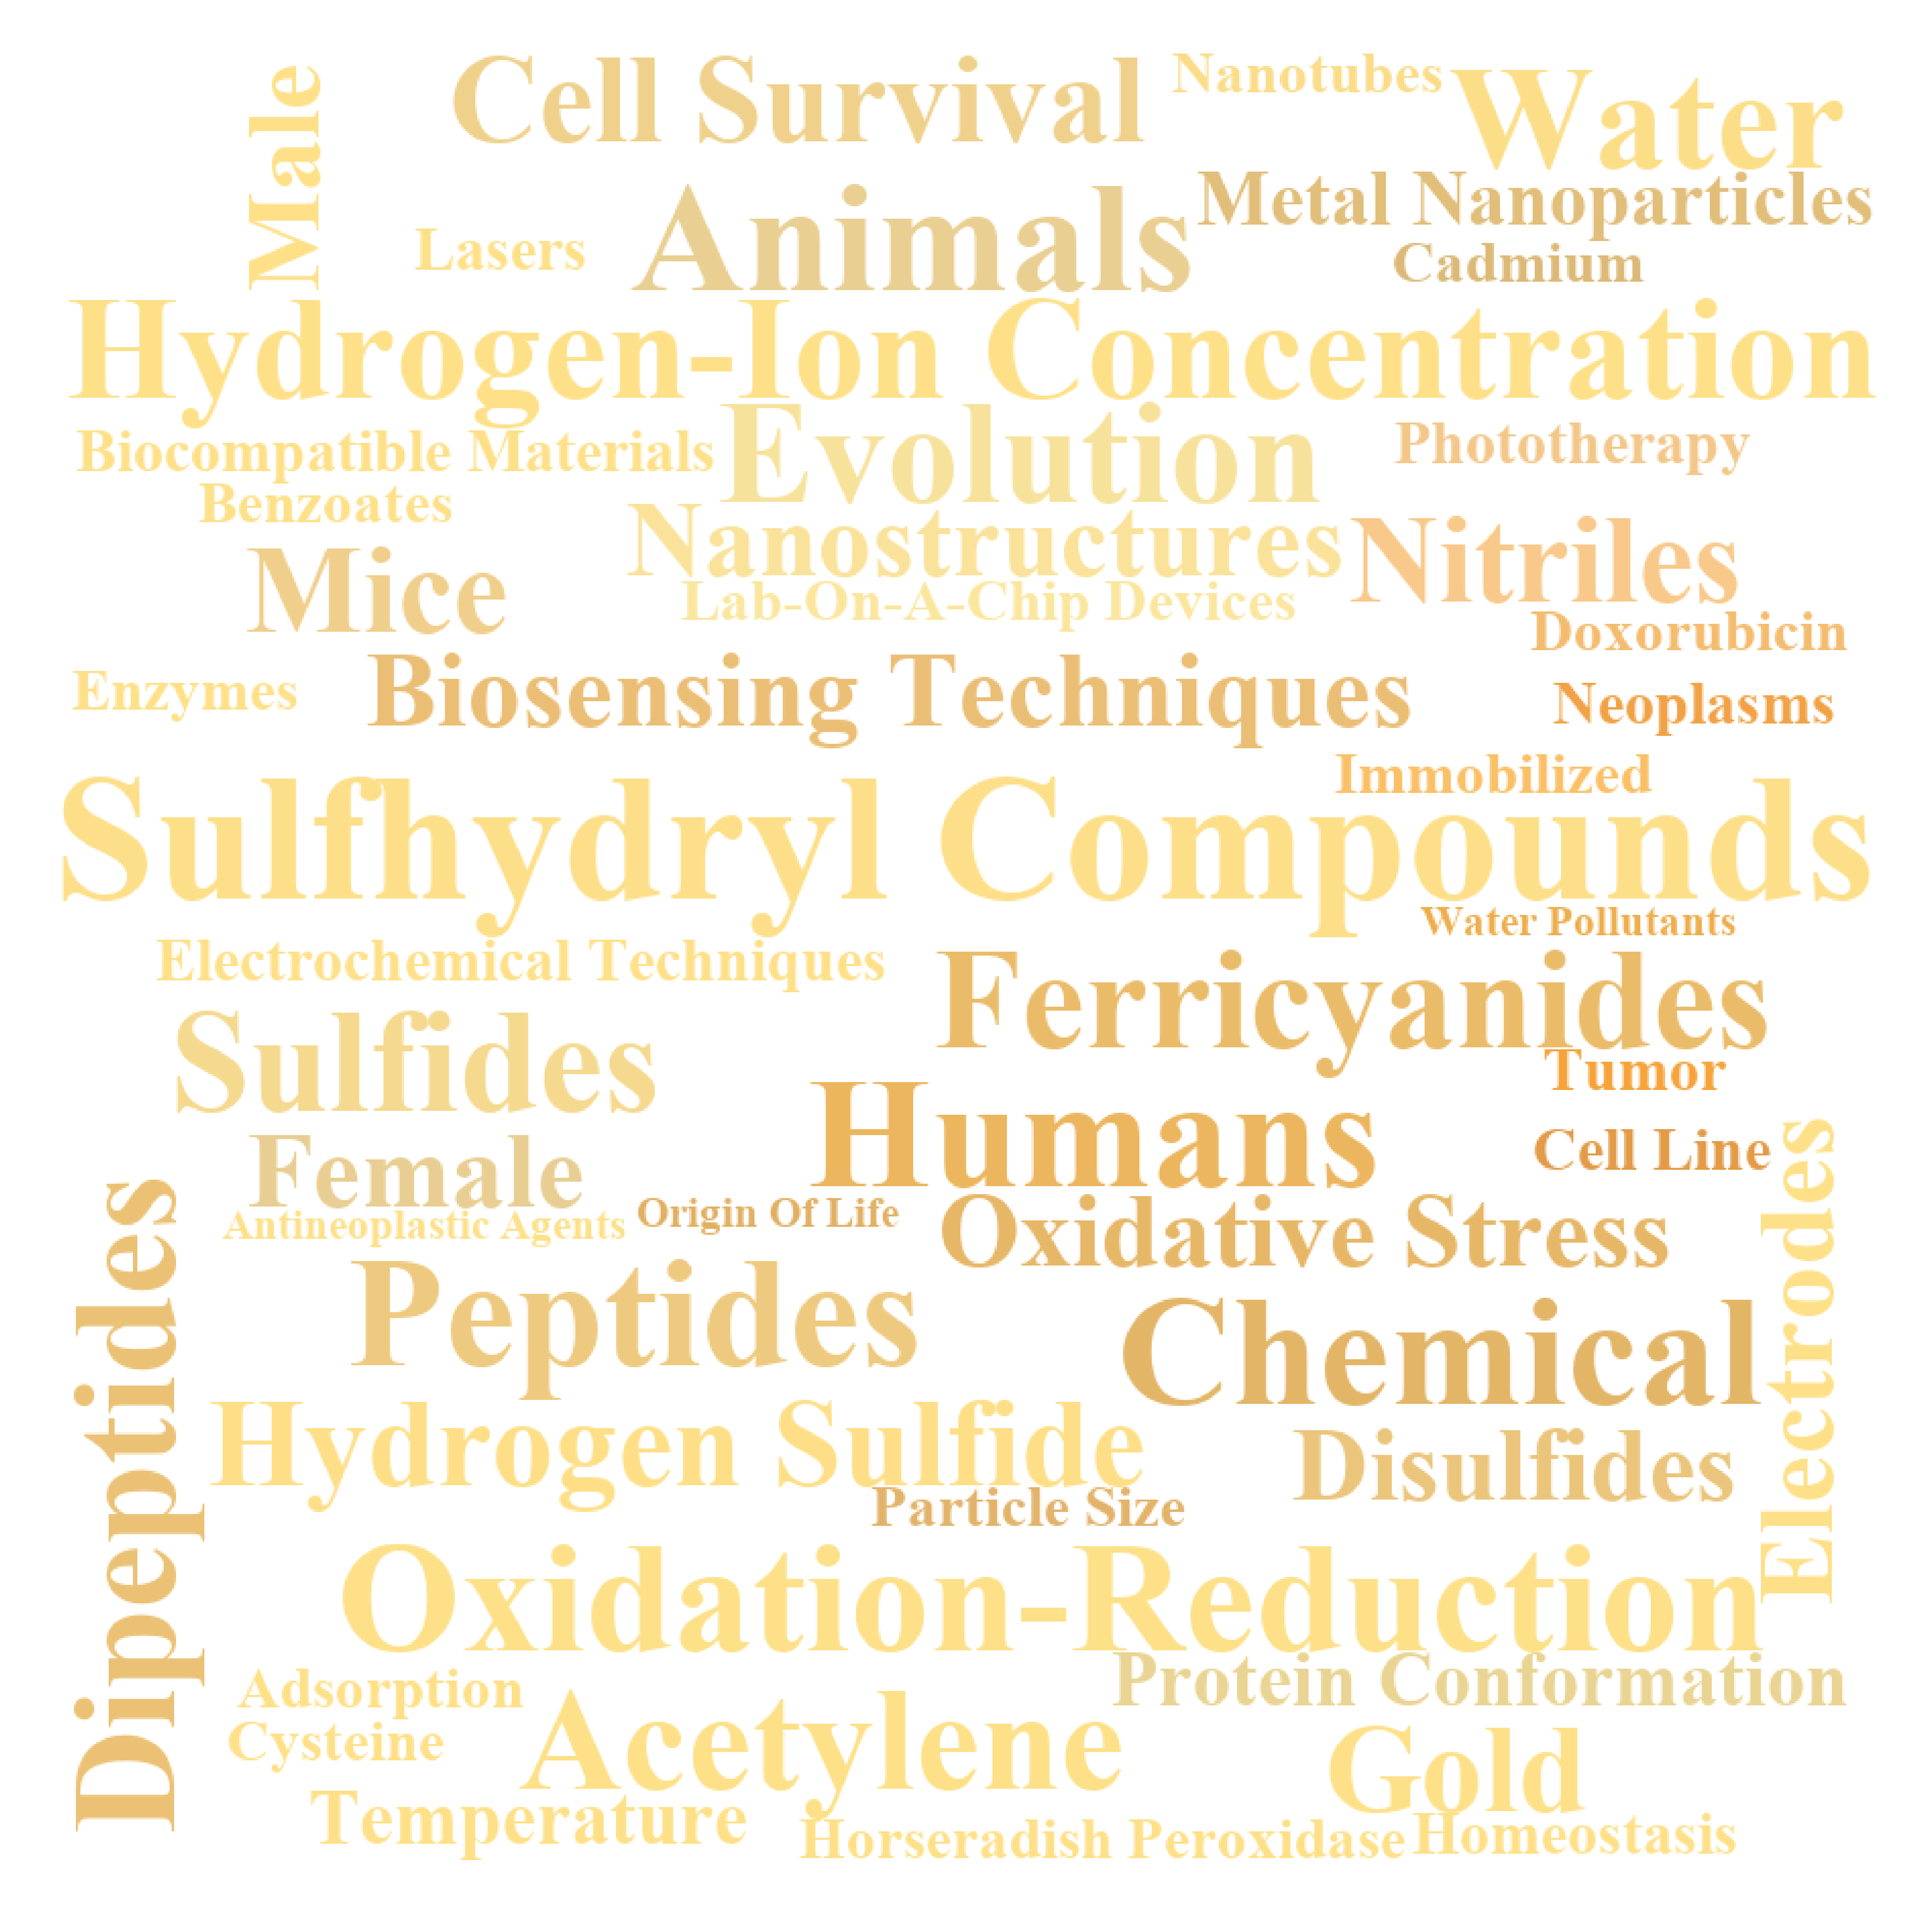 Male
Cell Survival
Nanotubes
Water
Animals
Metal Nanoparticles
Lasers
Cadmium
Hydrogen-Ion Concentration
Biocompatible Materials
Evolution
Phototherapy
Benzoates
Nanostructures
Nitriles
Mice
Lab-On-A-Chip Devices
Doxorubicin
Enzymes
Biosensing Techniques
Neoplasms
Immobilized
Sulfhydryl Compounds
Water Pollutants
Electrochemical Techniques
Ferricyanides
Sulfides
Tumor
Humans
Cell Line
Female
Electrodes
Dipeptides
Antineoplastic Agents
Origin Of Life
Oxidative Stress
Peptides
Chemical
Hydrogen Sulfide
Disulfides
Particle Size
Oxidation-Reduction
Adsorption
Protein Conformation
Cysteine
Acetylene
Gold
Temperature
Horseradish Peroxidase
Homeostasis